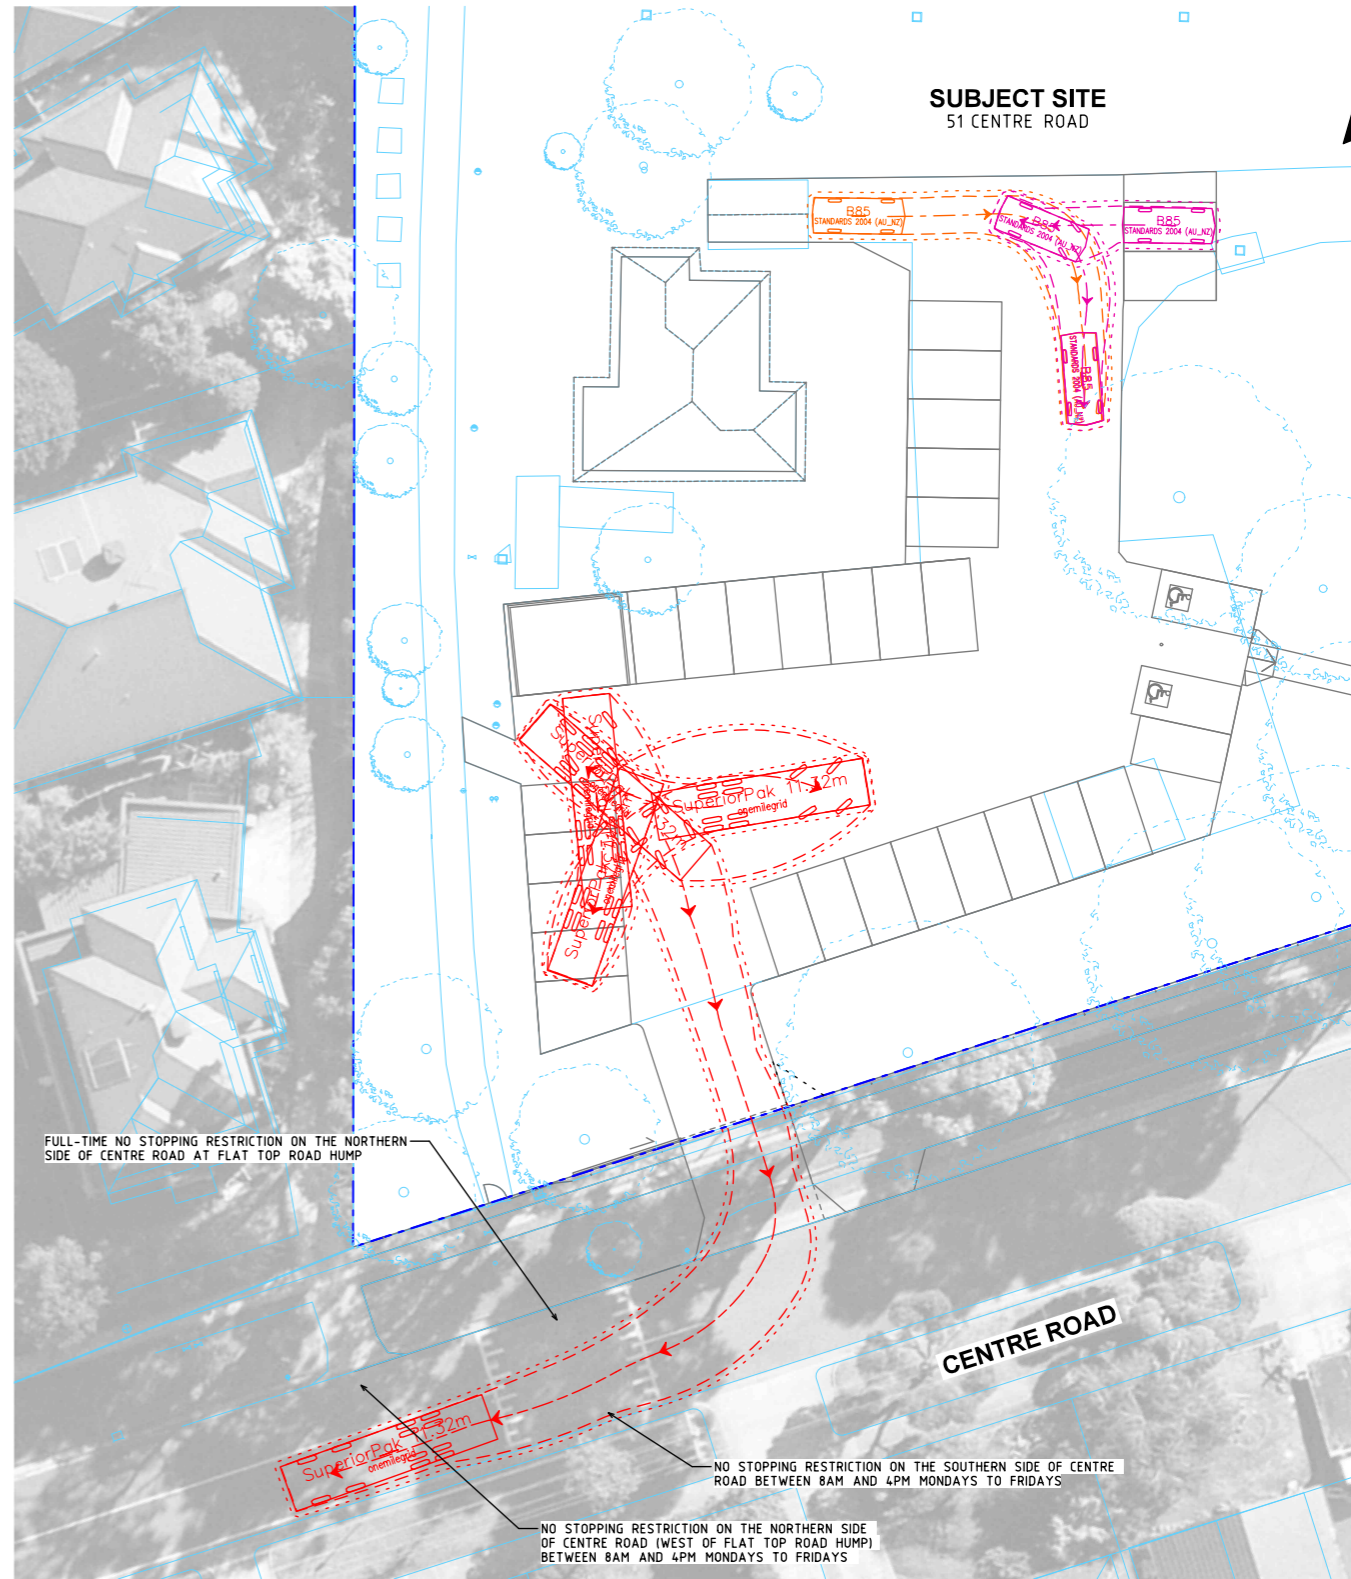 SUBJECT SITE
51 CENTRE ROAD
B85
STANDARDS 2004 (AU_NZ)
B85
STANDARDS 2004 (AU_NZ)
B85
STANDARDS 2004 (AU_NZ)
B85
STANDARDS 2004 (AU_NZ)
SuperiorPak 11.32m
onemilegrid
SuperiorPak
SuperiorPak
onemilegrid
FULL-TIME NO STOPPING RESTRICTION ON THE NORTHERN
SIDE OF CENTRE ROAD AT FLAT TOP ROAD HUMP
CENTRE ROAD
SuperiorPak 11.32m
onemilegrid
NO STOPPING RESTRICTION ON THE SOUTHERN SIDE OF CENTRE
ROAD BETWEEN 8AM AND 4PM MONDAYS TO FRIDAYS
NO STOPPING RESTRICTION ON THE NORTHERN SIDE
OF CENTRE ROAD (WEST OF FLAT TOP ROAD HUMP)
BETWEEN 8AM AND 4PM MONDAYS TO FRIDAYS